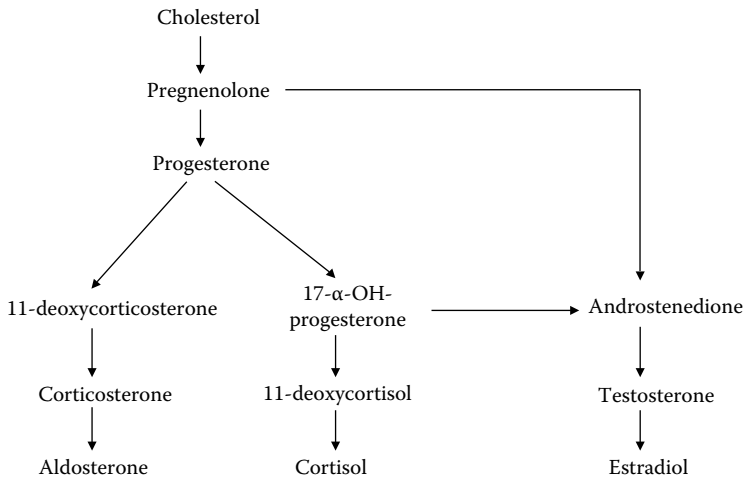 Cholesterol
Pregnenolone
Progesterone
11-deoxycorticosterone
17-α-OH-
progesterone
Androstenedione
Corticosterone
11-deoxycortisol
Testosterone
Aldosterone
Cortisol
Estradiol